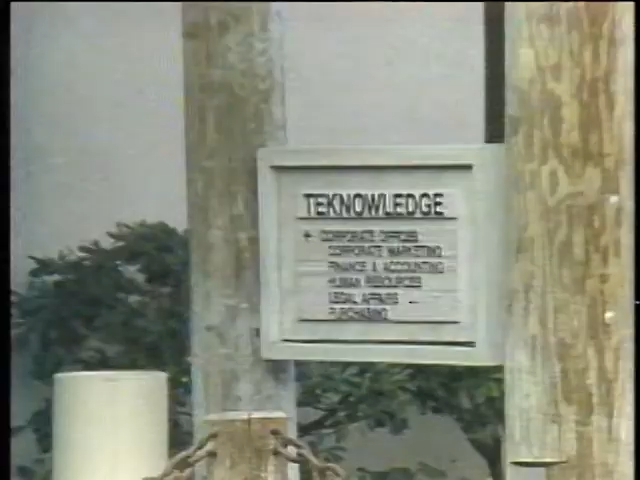 TEKNOWLEDGE
CORPORATE OFFICES
CORPORATE MARKETING
FINANCE & ACCOUNTING
HUMAN RESOURCES
LEGAL AFFAIRS
PURCHASING